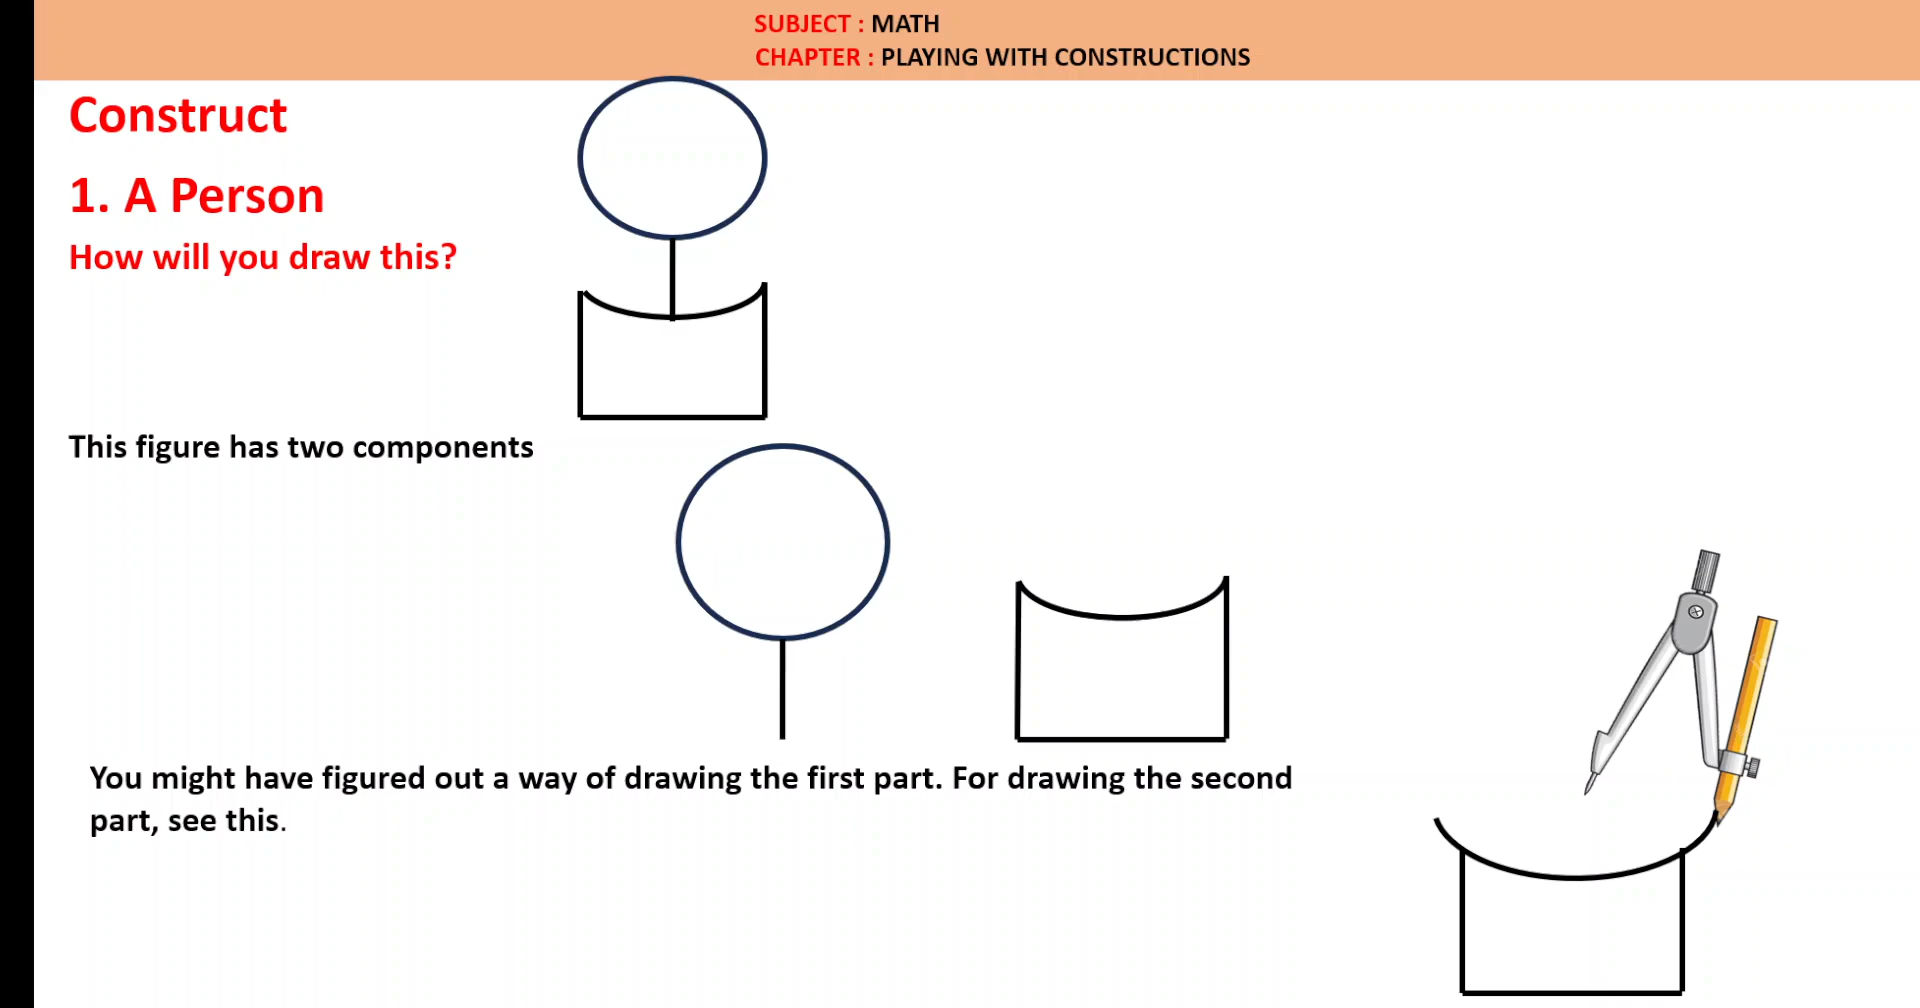 SUBJECT : MATH
CHAPTER : PLAYING WITH CONSTRUCTIONS
Construct
1. A Person
How will you draw this?
This figure has two components
You might have figured out a way of drawing the first part. For drawing the second
part, see this.